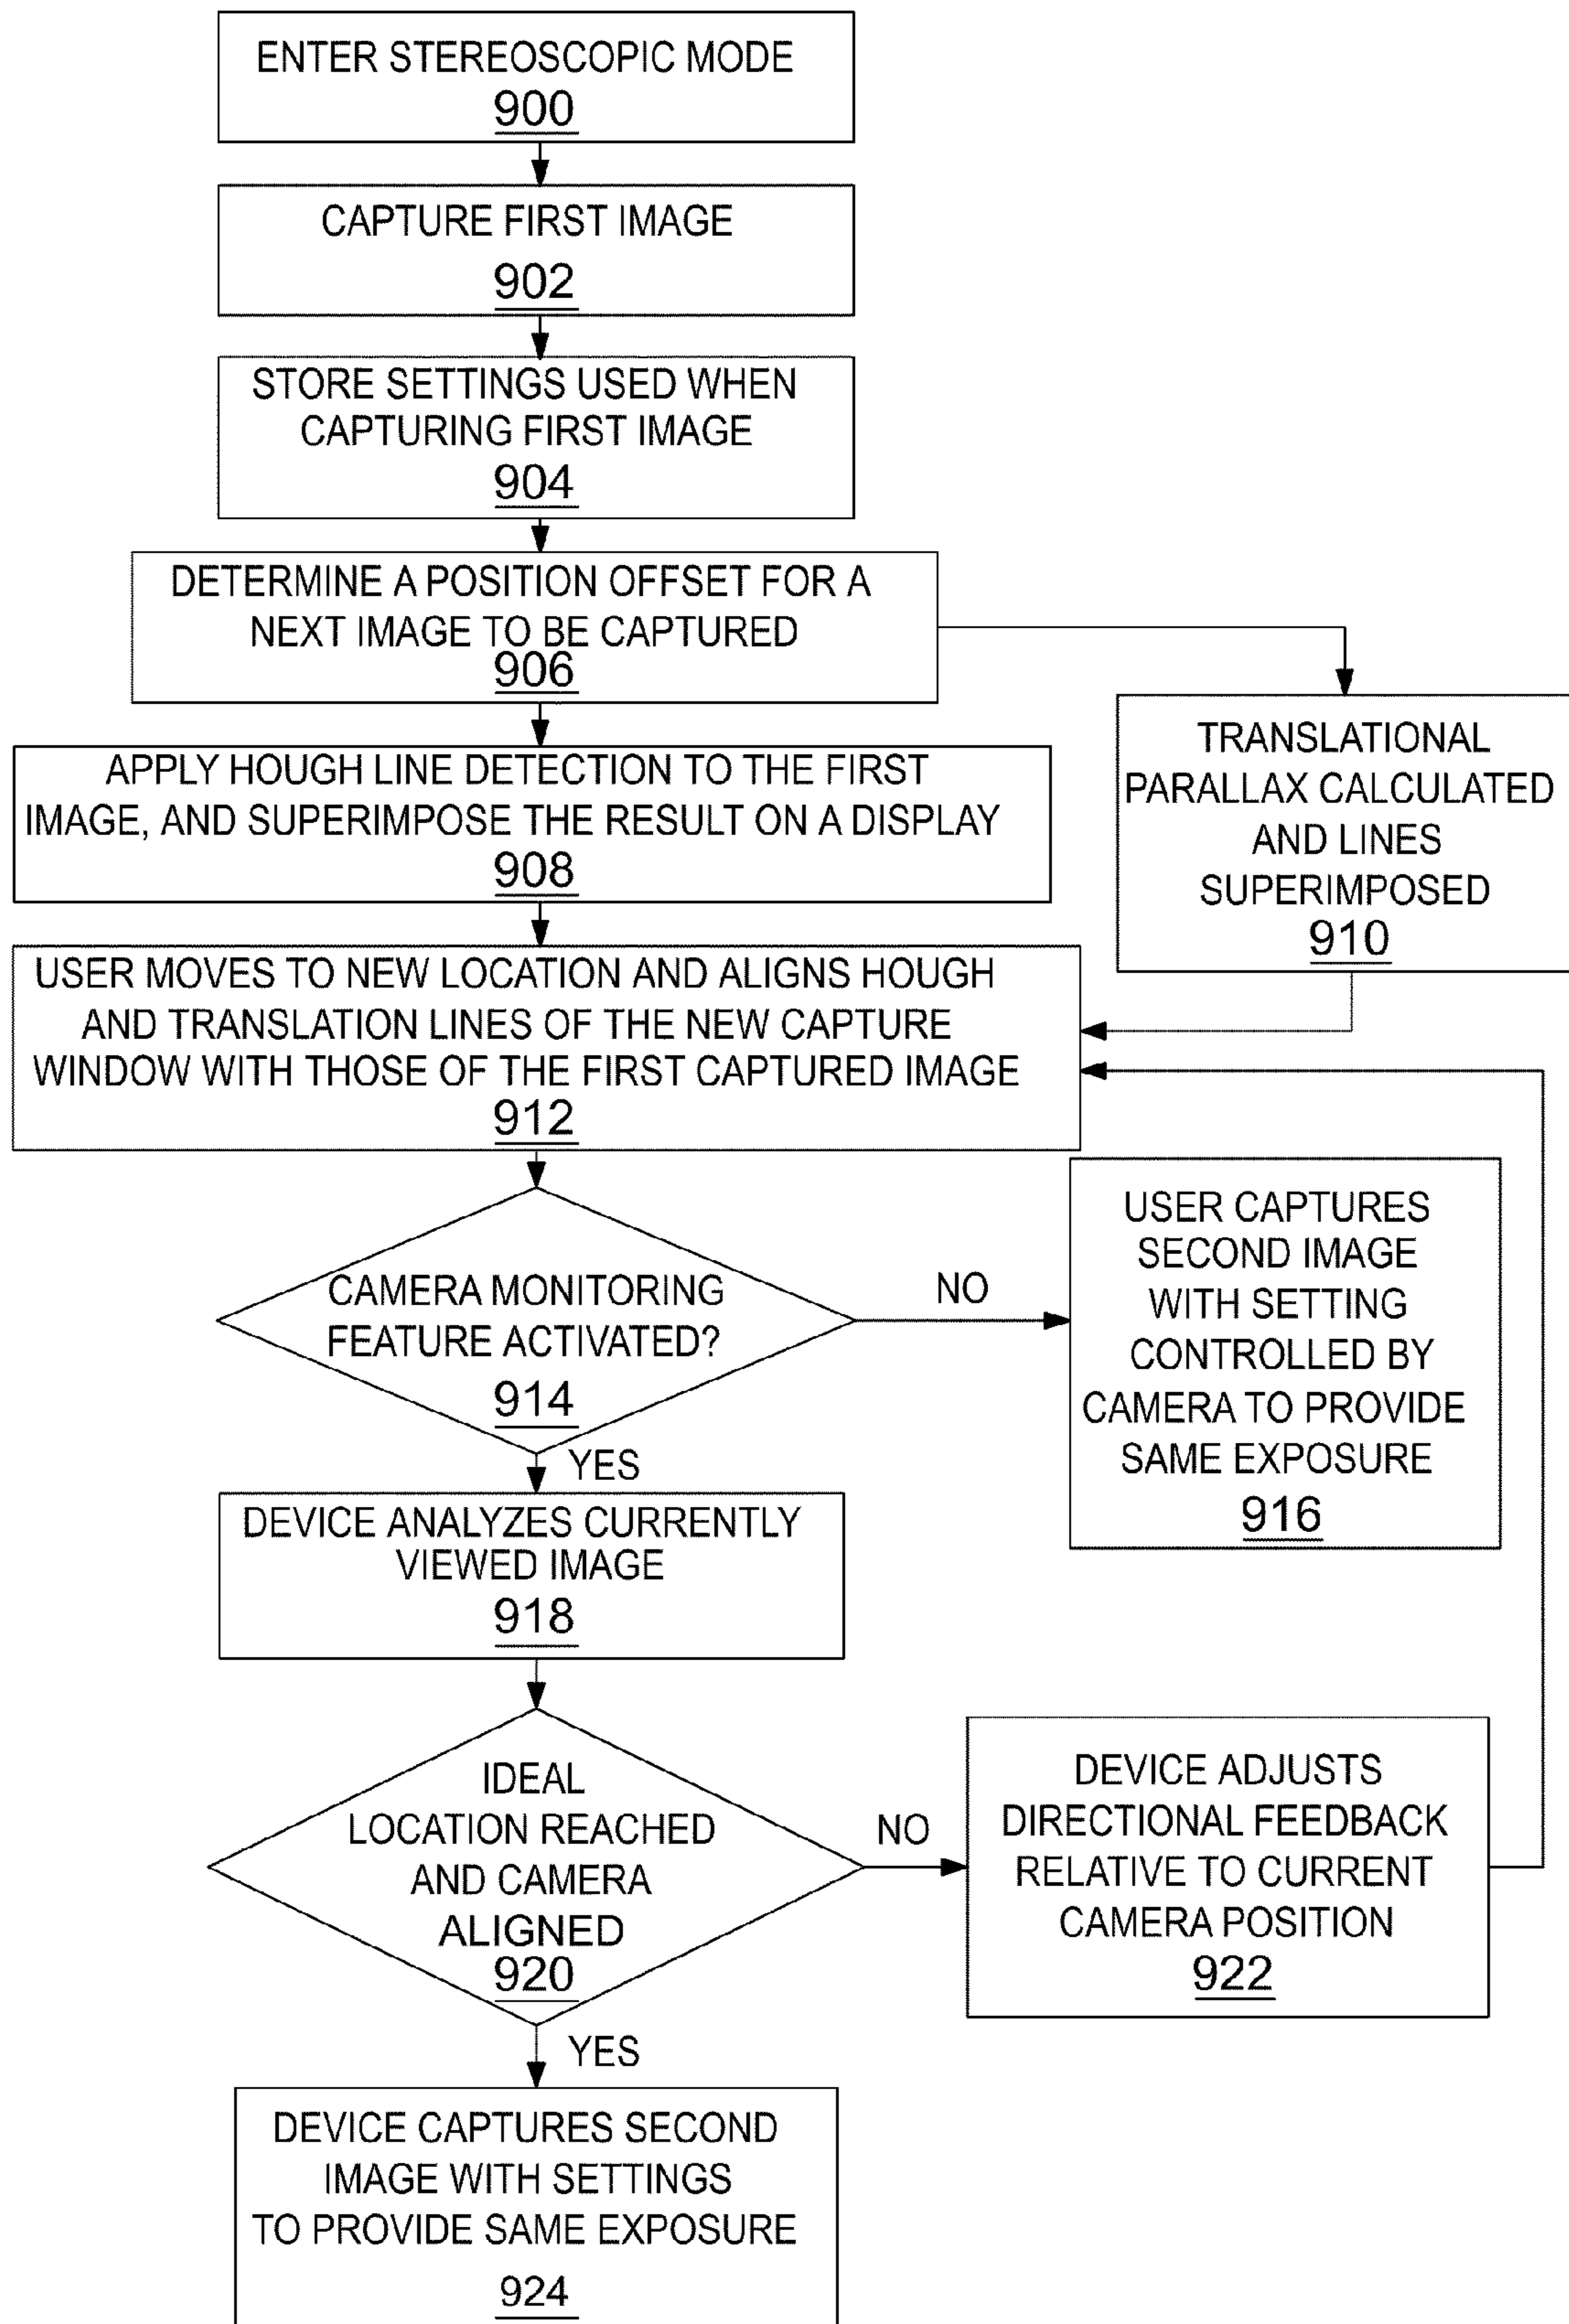 ENTER STEREOSCOPIC MODE
900
CAPTURE FIRST IMAGE
902
STORE SETTINGS USED WHEN
CAPTURING FIRST IMAGE
904
DETERMINE A POSITION OFFSET FOR A
NEXT IMAGE TO BE CAPTURED
906
APPLY HOUGH LINE DETECTION TO THE FIRST
IMAGE, AND SUPERIMPOSE THE RESULT ON A DISPLAY
908
TRANSLATIONAL
PARALLAX CALCULATED
AND LINES
SUPERIMPOSED
910
USER MOVES TO NEW LOCATION AND ALIGNS HOUGH
AND TRANSLATION LINES OF THE NEW CAPTURE
WINDOW WITH THOSE OF THE FIRST CAPTURED IMAGE
912
CAMERA MONITORING
FEATURE ACTIVATED?
914
NO
USER CAPTURES
SECOND IMAGE
WITH SETTING
CONTROLLED BY
CAMERA TO PROVIDE
SAME EXPOSURE
916
YES
DEVICE ANALYZES CURRENTLY
VIEWED IMAGE
918
IDEAL
LOCATION REACHED
AND CAMERA
ALIGNED
920
NO
DEVICE ADJUSTS
DIRECTIONAL FEEDBACK
RELATIVE TO CURRENT
CAMERA POSITION
922
YES
DEVICE CAPTURES SECOND
IMAGE WITH SETTINGS
TO PROVIDE SAME EXPOSURE
924